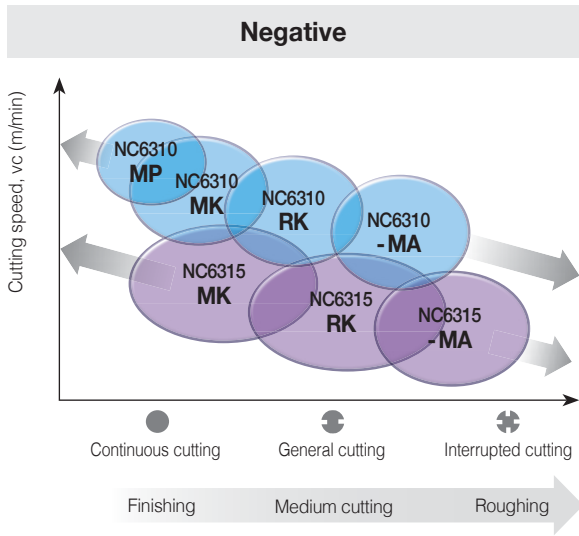 Negative
Cutting speed, vc (m/min)
NC6310
MP
NC6310
MK
NC6310
RK
NC6310
-MA
NC6315
MK
NC6315
RK
NC6315
-MA
Continuous cutting
General cutting
Interrupted cutting
Finishing
Medium cutting
Roughing